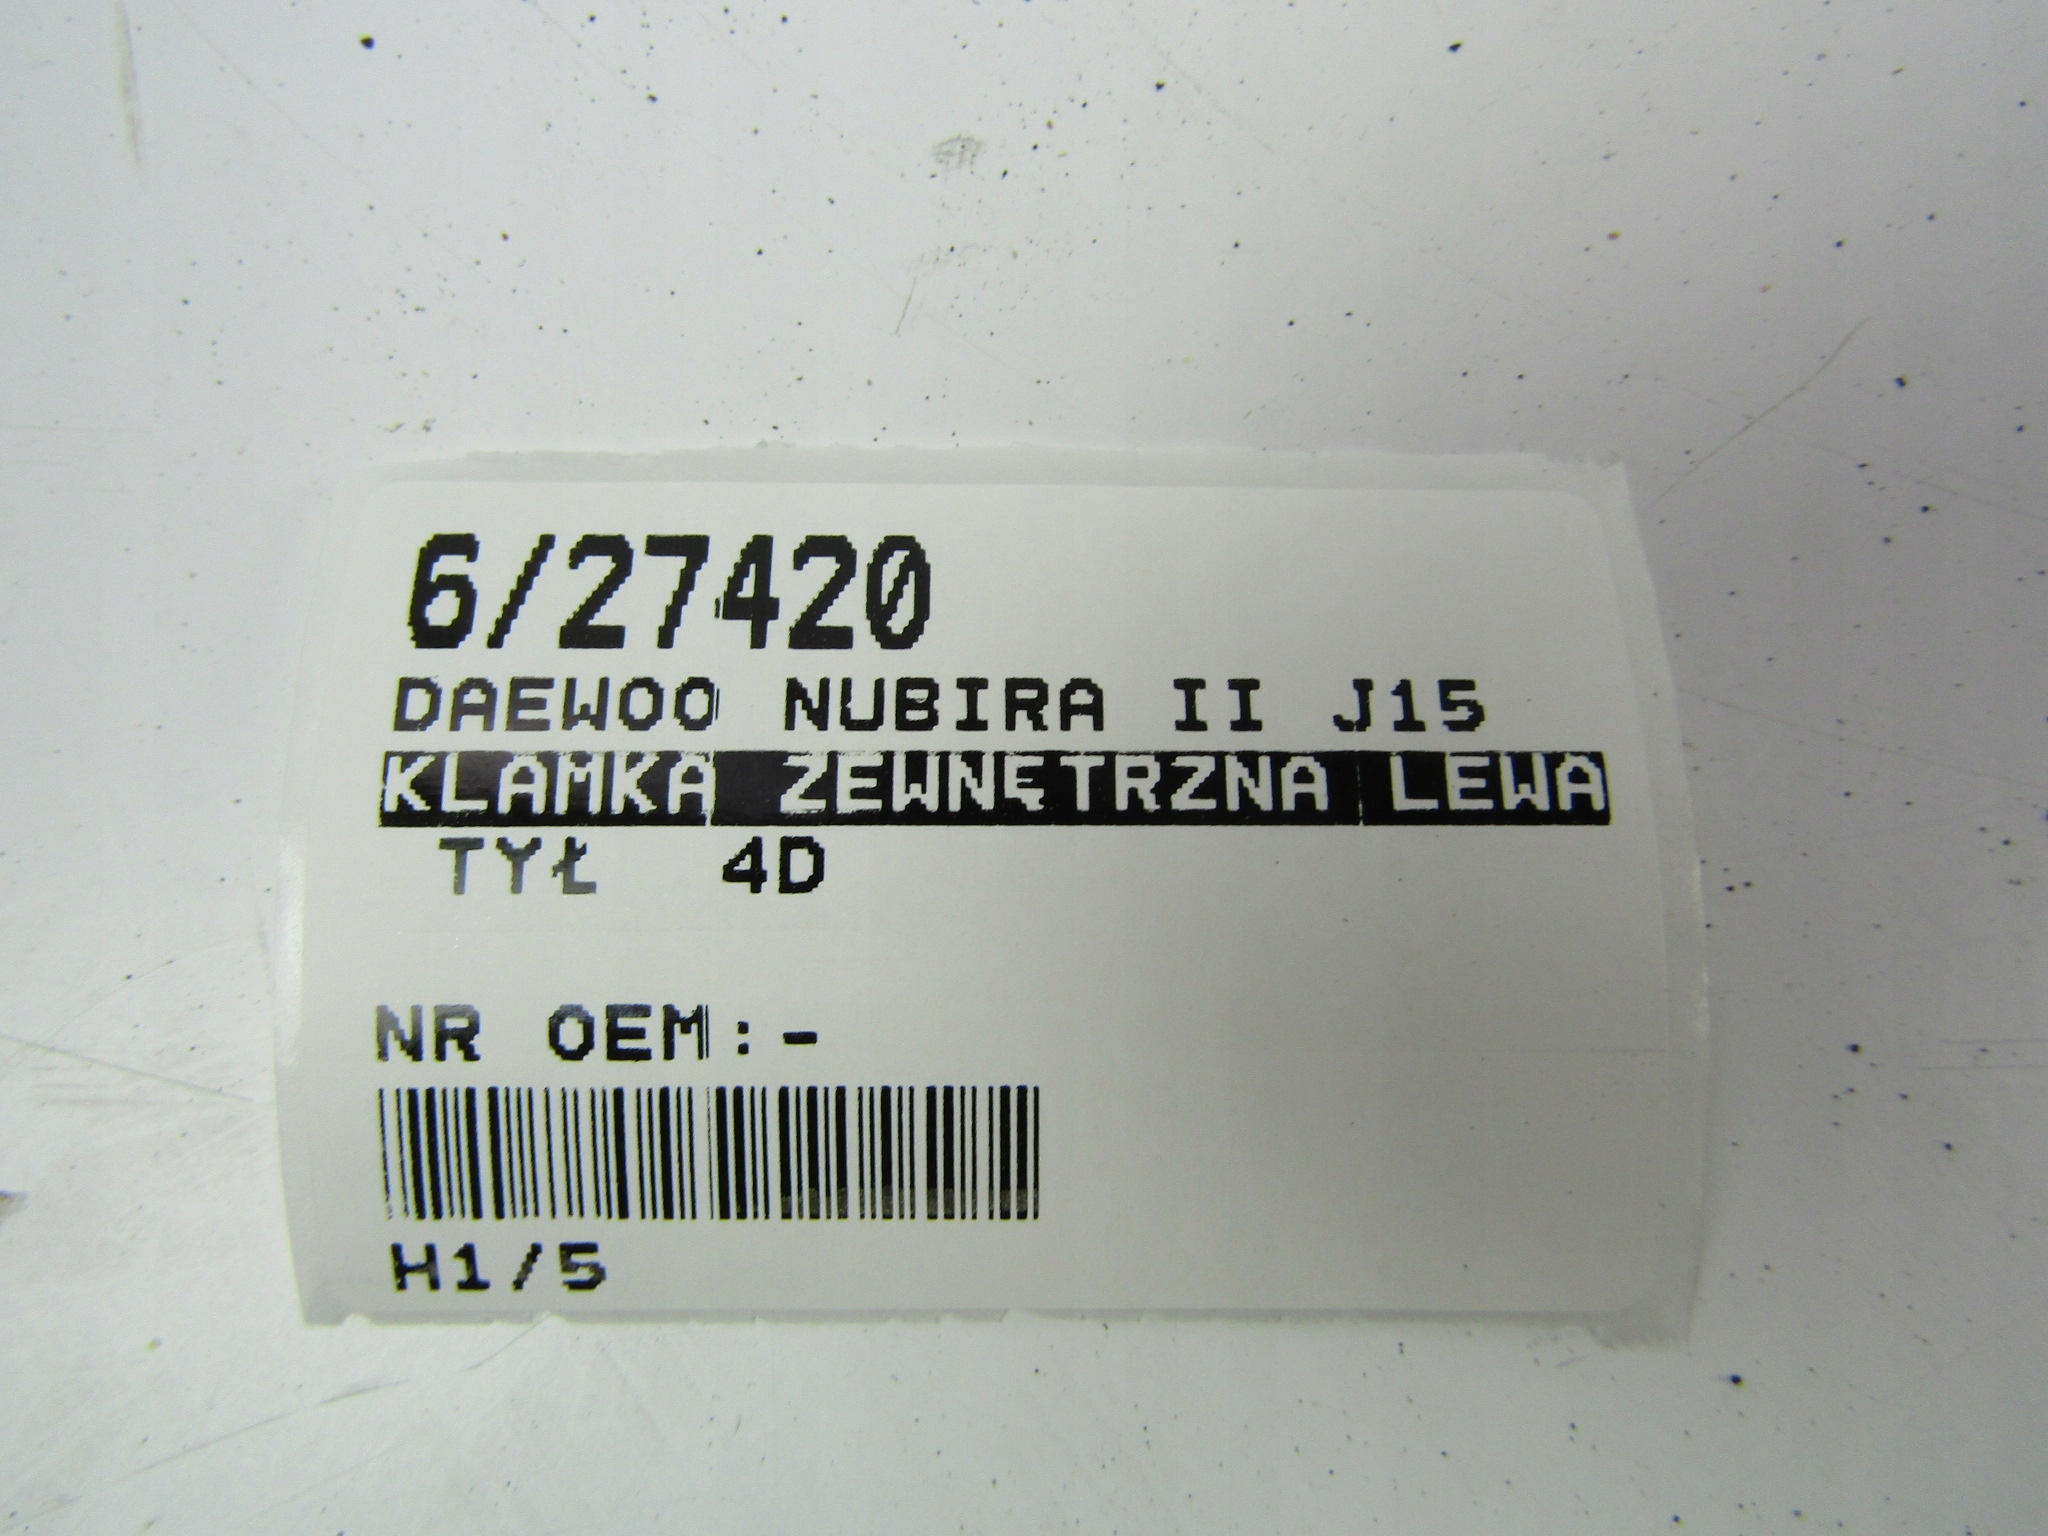 6/27420
DAEWOO NUBIRA II J15
KLAMKA ZEWNĘTRZNA LEWA
TYŁ 4D
NR OEM:-
H1/5